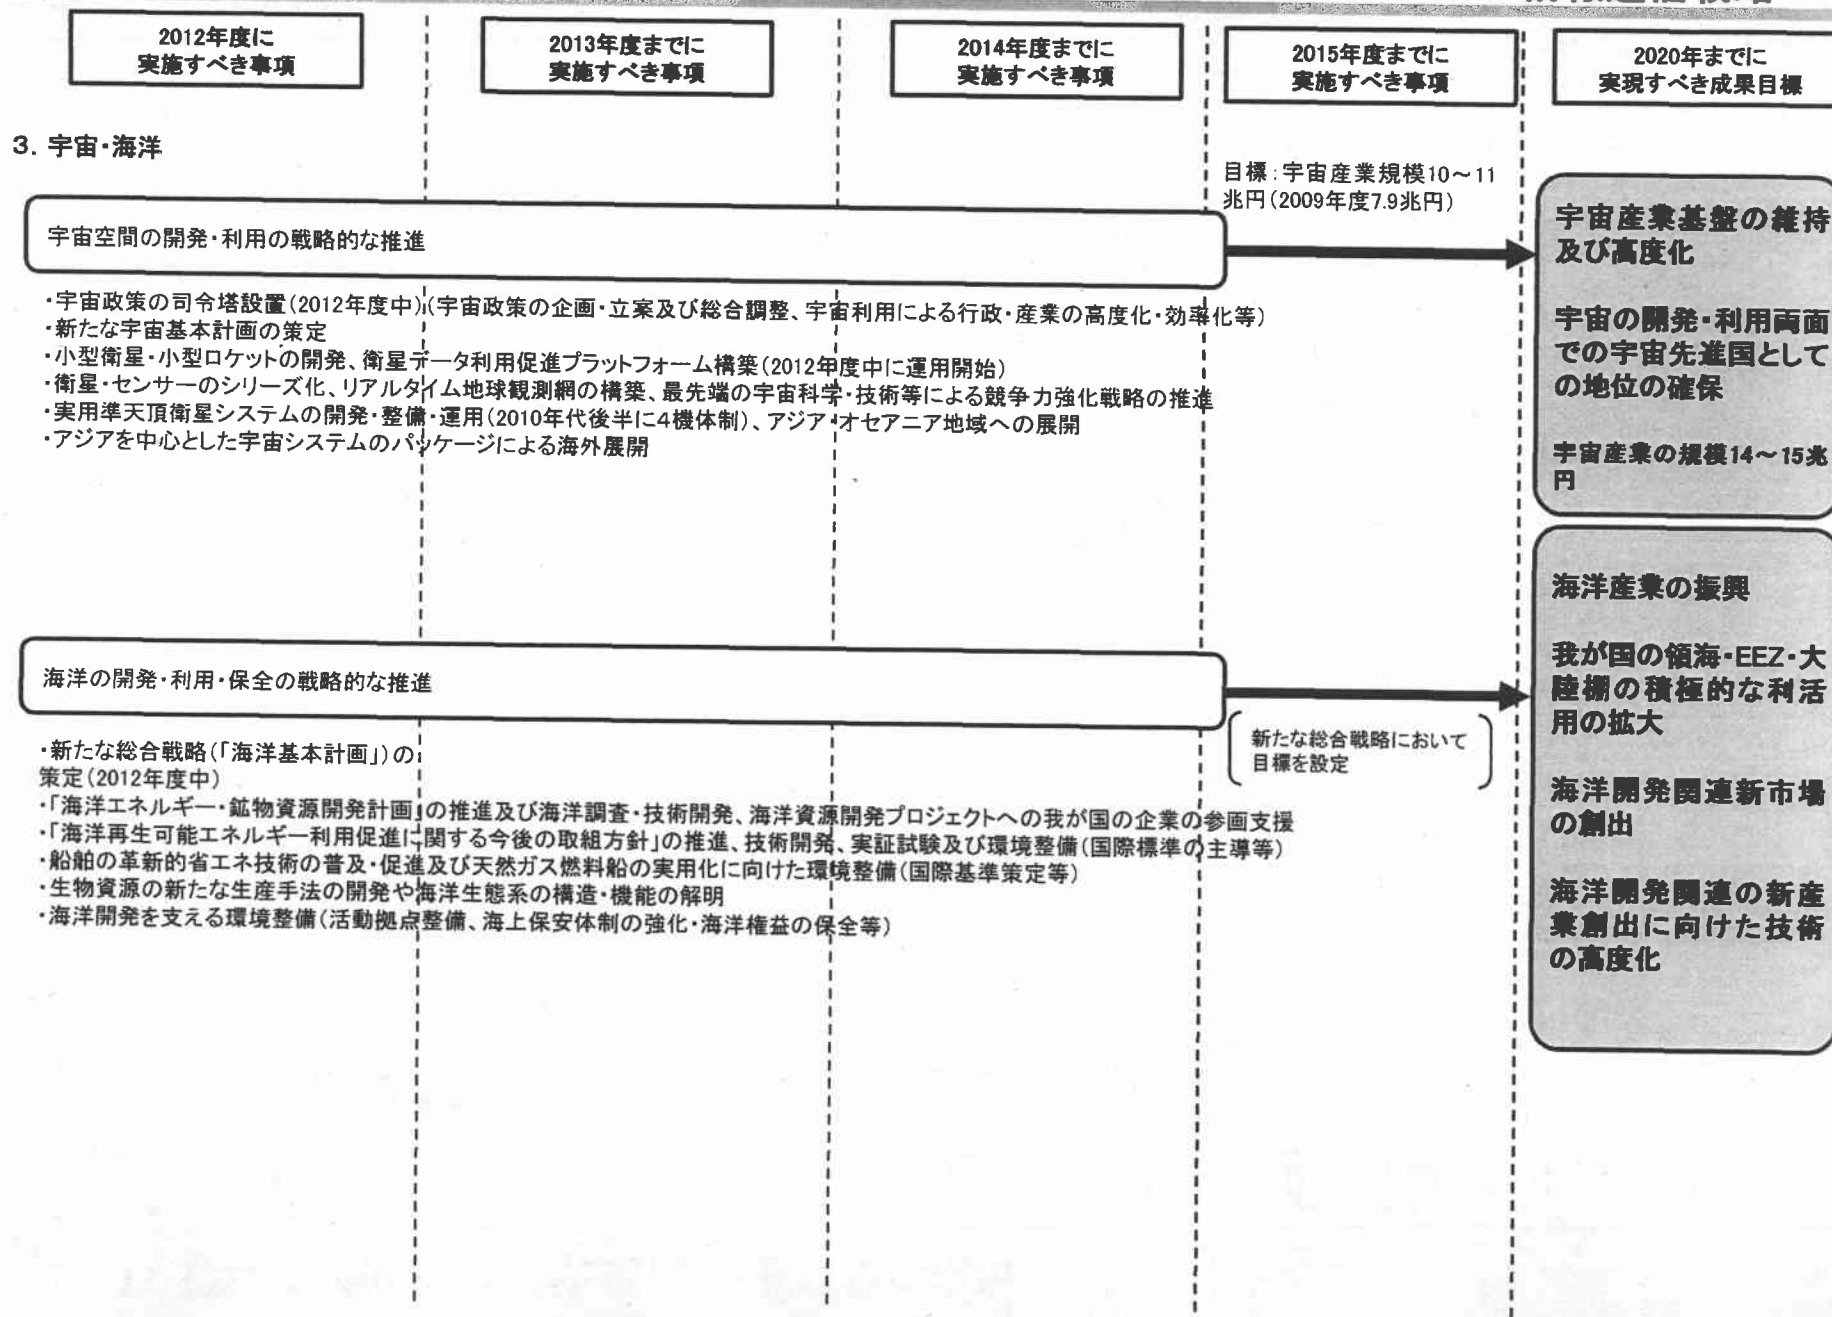 2012年度に
実施すべき事項
2013年度までに
実施すべき事項
2014年度までに
実施すべき事項
2015年度までに
実施すべき事項
2020年までに
実現すべき成果目標
3. 宇宙・海洋
目標:宇宙産業規模10～11
兆円(2009年度7.9兆円)
宇宙空間の開発・利用の戦略的な推進
・宇宙政策の司令塔設置(2012年度中)(宇宙政策の企画・立案及び総合調整、宇宙利用による行政・産業の高度化・効率化等)
・新たな宇宙基本計画の策定
・小型衛星・小型ロケットの開発、衛星データ利用促進プラットフォーム構築(2012年度中に運用開始)
・衛星・センサーのシリーズ化、リアルタイム地球観測網の構築、最先端の宇宙科学・技術等による競争力強化戦略の推進
・実用準天頂衛星システムの開発・整備・運用(2010年代後半に4機体制)、アジア・オセアニア地域への展開
・アジアを中心とした宇宙システムのパッケージによる海外展開
宇宙産業基盤の維持
及び高度化
宇宙の開発・利用両面
での宇宙先進国として
の地位の確保
宇宙産業の規模14～15兆
円
海洋の開発・利用・保全の戦略的な推進
新たな総合戦略において
目標を設定
・新たな総合戦略(「海洋基本計画」)の
策定(2012年度中)
・「海洋エネルギー・鉱物資源開発計画」の推進及び海洋調査・技術開発、海洋資源開発プロジェクトへの我が国の企業の参画支援
・「海洋再生可能エネルギー利用促進に関する今後の取組方針」の推進、技術開発、実証試験及び環境整備(国際標準の主導等)
・船舶の革新的省エネ技術の普及・促進及び天然ガス燃料船の実用化に向けた環境整備(国際基準策定等)
・生物資源の新たな生産手法の開発や海洋生態系の構造・機能の解明
・海洋開発を支える環境整備(活動拠点整備、海上保安体制の強化・海洋権益の保全等)
海洋産業の振興
我が国の領海・EEZ・大
陸棚の積極的な利活
用の拡大
海洋開発関連新市場
の創出
海洋開発関連の新産
業創出に向けた技術
の高度化